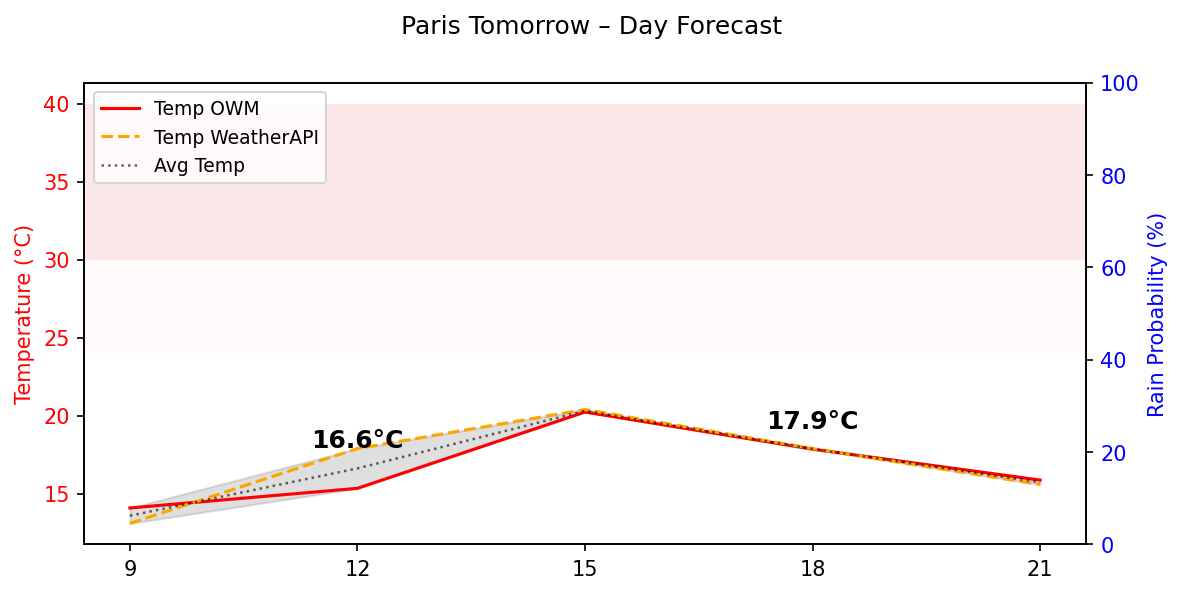 Paris Tomorrow – Day Forecast
Temp OWM
Temp WeatherAPI
Avg Temp
Temperature (°C)
40
35
30
25
20
15
16.6°C
17.9°C
100
80
60
40
20
0
Rain Probability (%)
9
12
15
18
21